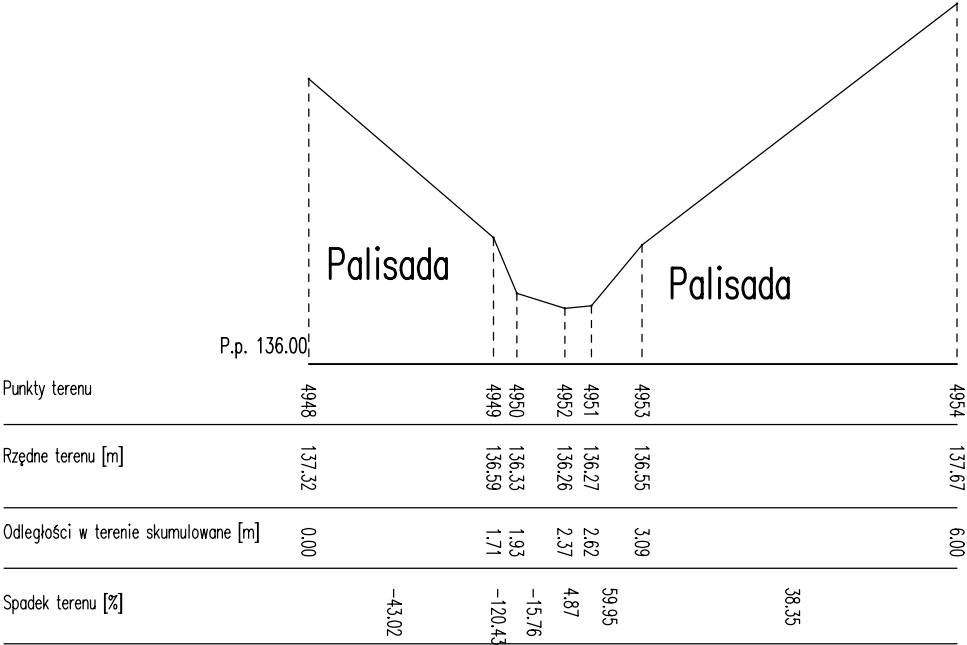 Palisada
Palisada
P.p. 136.00
Punkty terenu 4948 4949 4950 4952 4951 4953 4954
Rzędne terenu [m] 137.32 136.59 136.33 136.26 136.27 136.55 137.67
Odległości w terenie skumulowane [m] 0.00 1.71 1.93 2.37 2.62 3.09 6.00
Spadek terenu [%] -43.02 -120.43 -15.76 4.87 59.95 38.35